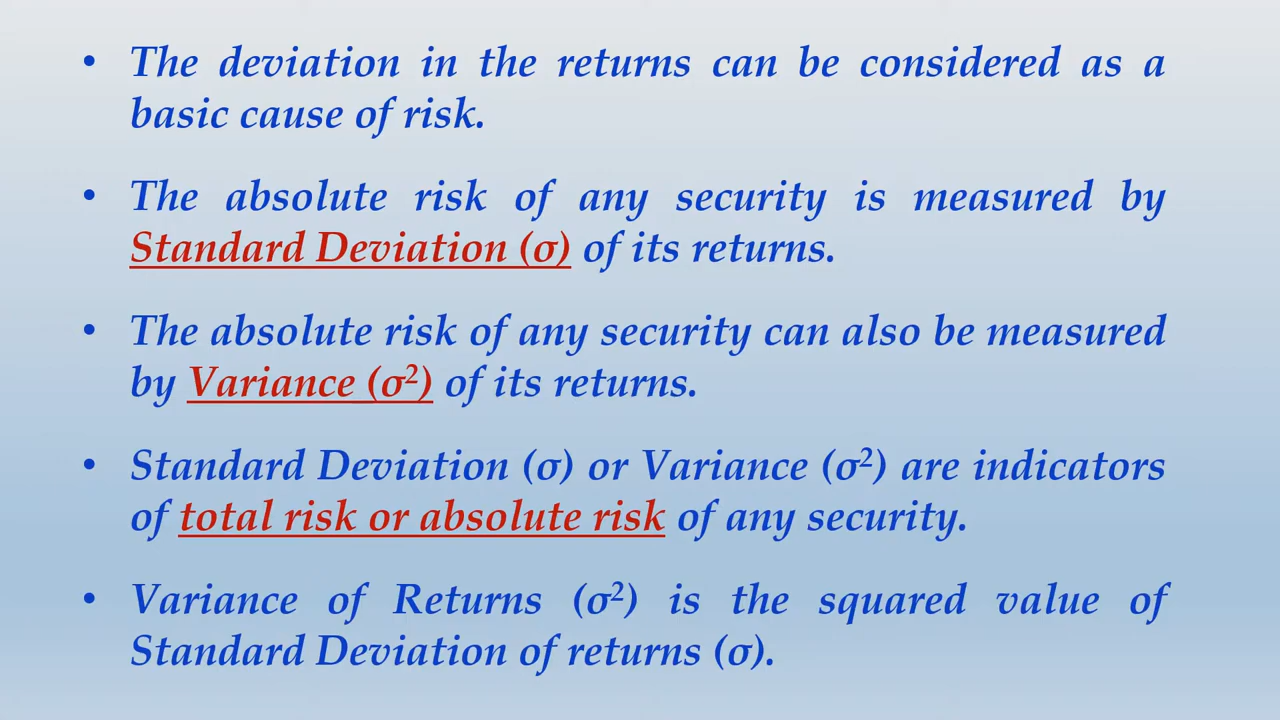 • The deviation in the returns can be considered as a
basic cause of risk.
• The absolute risk of any security is measured by
Standard Deviation (σ) of its returns.
• The absolute risk of any security can also be measured
by Variance (σ²) of its returns.
• Standard Deviation (σ) or Variance (σ²) are indicators
of total risk or absolute risk of any security.
• Variance of Returns (σ²) is the squared value of
Standard Deviation of returns (σ).